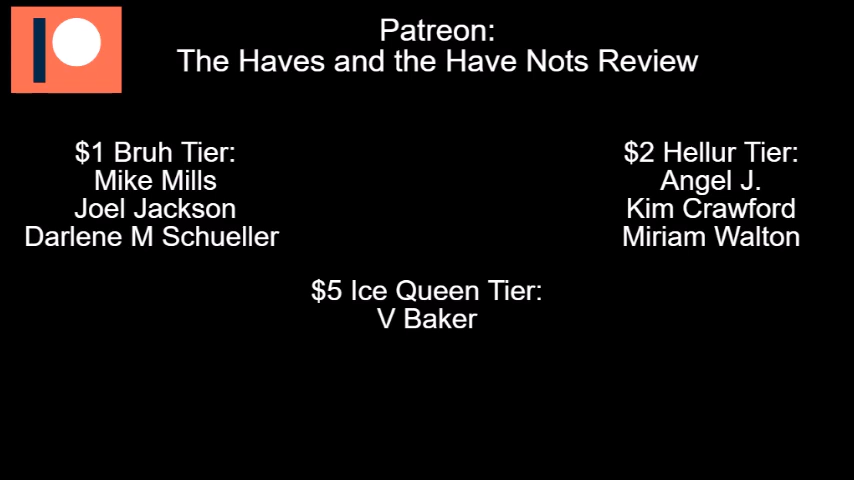 Patreon:
The Haves and the Have Nots Review
$1 Bruh Tier:
Mike Mills
Joel Jackson
Darlene M Schueller
$2 Hellur Tier:
Angel J.
Kim Crawford
Miriam Walton
$5 Ice Queen Tier:
V Baker